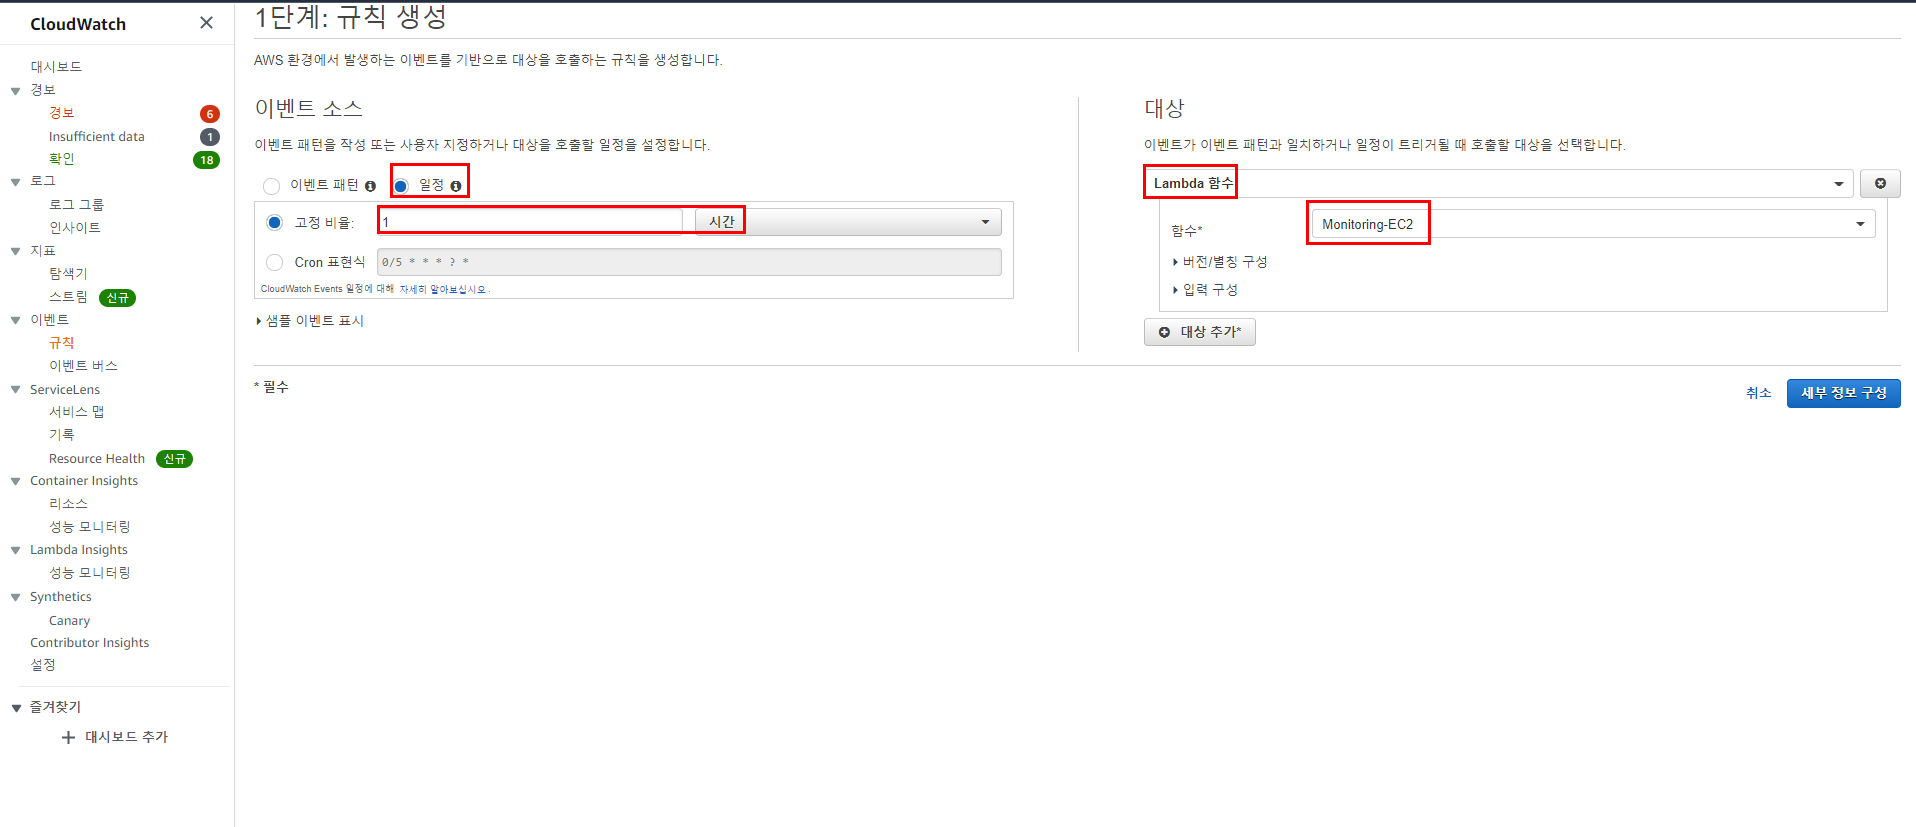 CloudWatch
대시보드
경보
경보 6
Insufficient data 1
확인 18
로그
로그 그룹
인사이트
지표
탐색기
스트림 신규
이벤트
규칙
이벤트 버스
ServiceLens
서비스 맵
기록
Resource Health 신규
Container Insights
리소스
성능 모니터링
Lambda Insights
성능 모니터링
Synthetics
Canary
Contributor Insights
설정
즐겨찾기
대시보드 추가
1단계: 규칙 생성
AWS 환경에서 발생하는 이벤트를 기반으로 대상을 호출하는 규칙을 생성합니다.
이벤트 소스
이벤트 패턴을 작성 또는 사용자 지정하거나 대상을 호출할 일정을 설정합니다.
이벤트 패턴 일정
고정 비율: 1 시간
Cron 표현식 0/5 * * * ? *
CloudWatch Events 일정에 대해 자세히 알아보십시오.
샘플 이벤트 표시
대상
이벤트가 이벤트 패턴과 일치하거나 일정이 트리거될 때 호출할 대상을 선택합니다.
Lambda 함수
함수* Monitoring-EC2
버전/별칭 구성
입력 구성
대상 추가*
* 필수
취소 세부 정보 구성